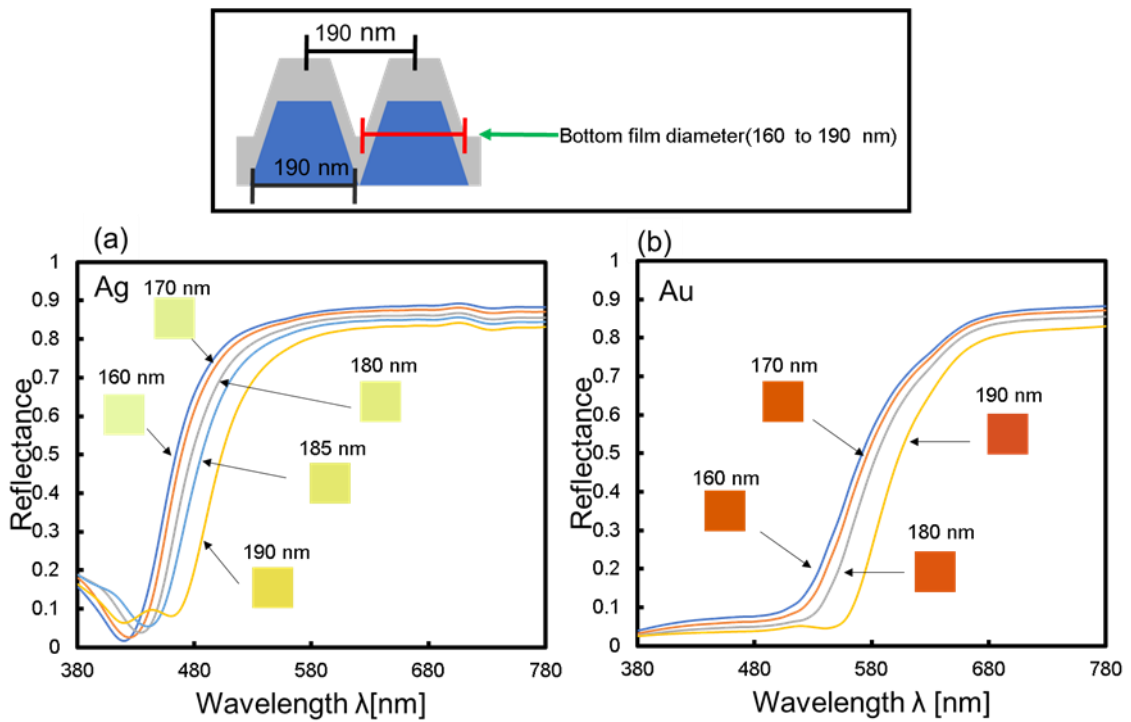 190 nm
Bottom film diameter(160 to 190 nm)
190 nm
(a)
Ag
170 nm
160 nm
180 nm
185 nm
190 nm
Reflectance
1
0.9
0.8
0.7
0.6
0.5
0.4
0.3
0.2
0.1
0
380
480
580
680
780
Wavelength λ[nm]
(b)
Au
170 nm
190 nm
160 nm
180 nm
Reflectance
1
0.9
0.8
0.7
0.6
0.5
0.4
0.3
0.2
0.1
0
380
480
580
680
780
Wavelength λ [nm]